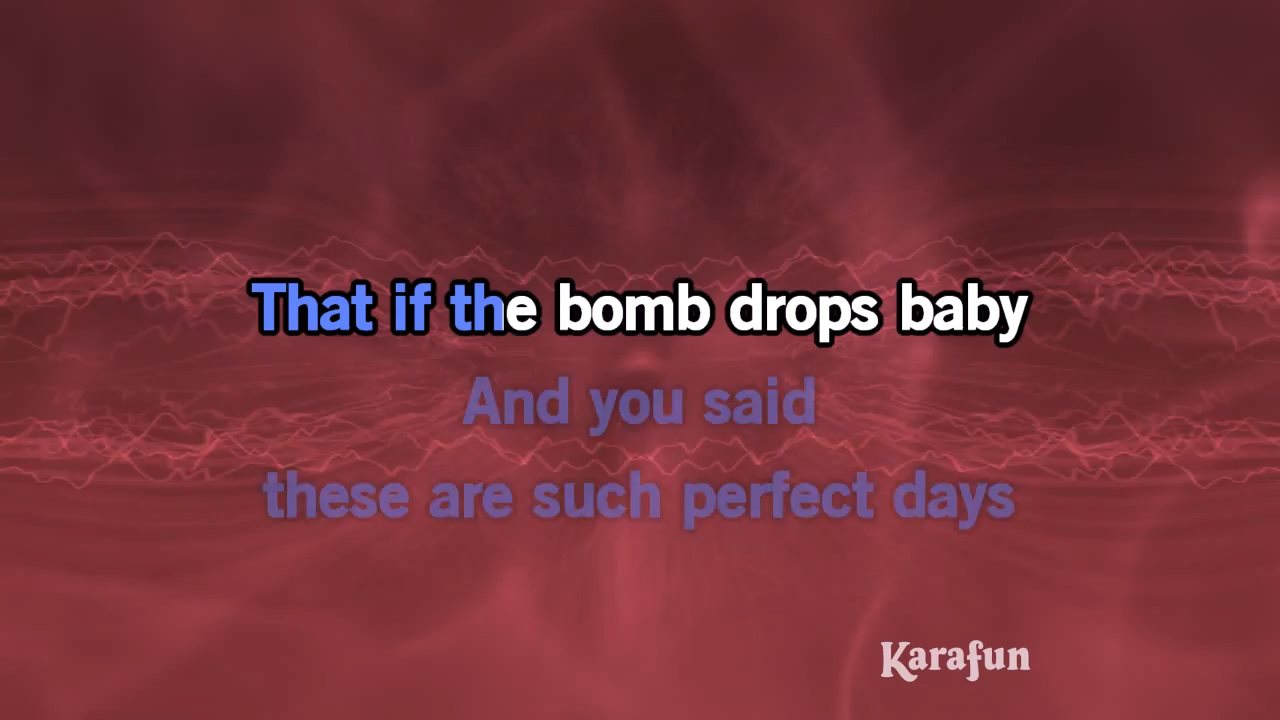 That if the bomb drops baby
And you said
these are such perfect days
Karafun